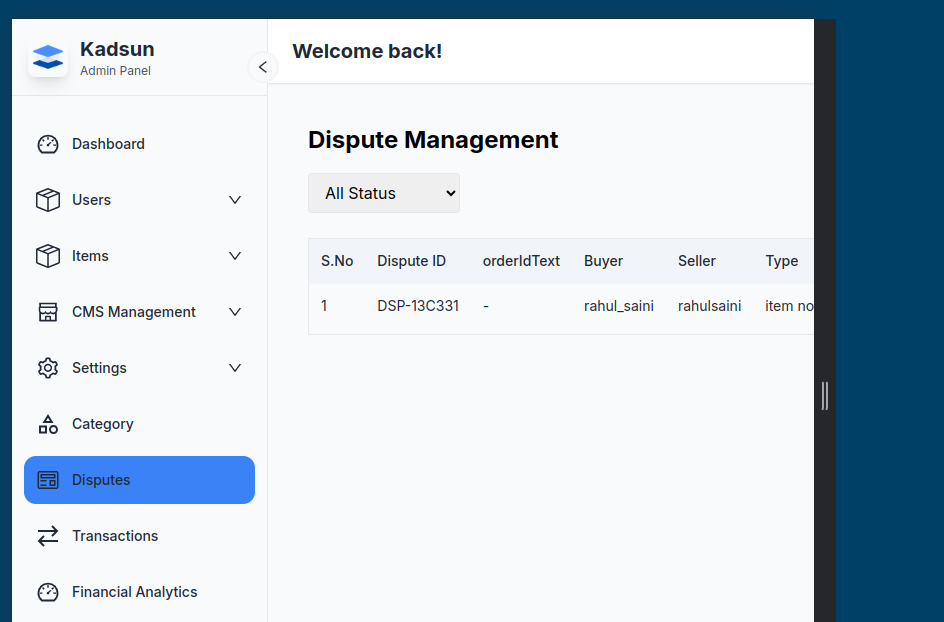 Kadsun
Admin Panel
Welcome back!
Dashboard
Users
Items
CMS Management
Settings
Category
Disputes
Transactions
Financial Analytics
Dispute Management
All Status
S.No Dispute ID orderIdText Buyer Seller Type
1 DSP-13C331 - rahul_saini rahulsaini item no